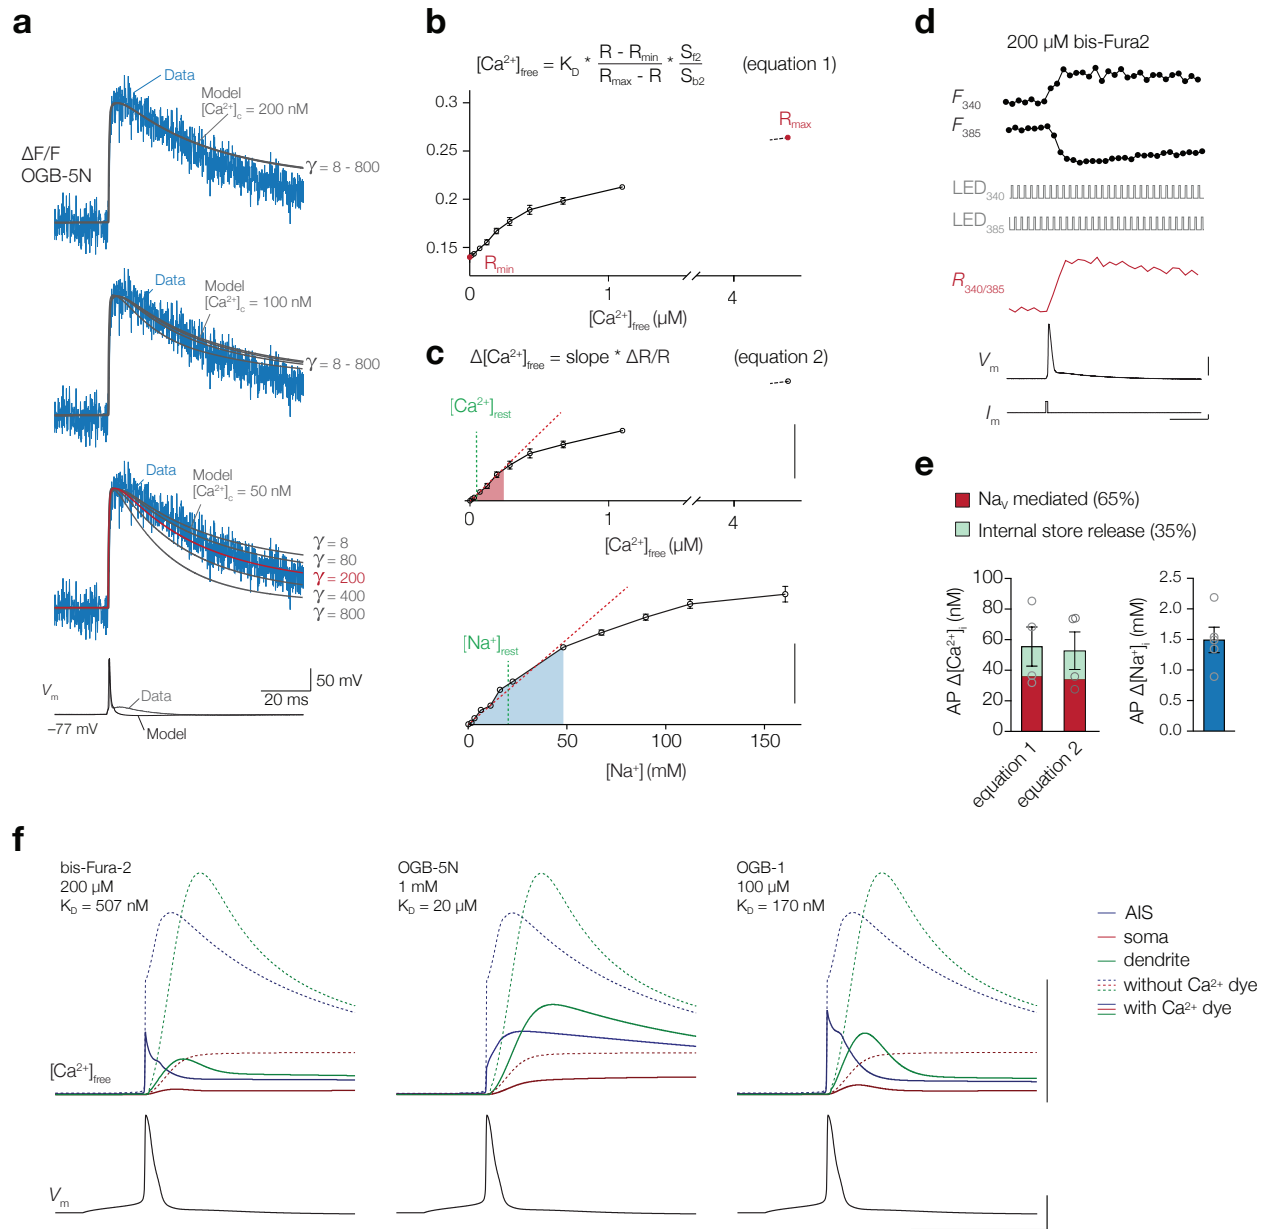 a
Data
Model
[Ca²⁺]c = 200 nM
ΔF/F
OGB-5N
γ = 8 - 800
Data
Model
[Ca²⁺]c = 100 nM
γ = 8 - 800
Data
Model
[Ca²⁺]c = 50 nM
γ = 8
γ = 80
γ = 200
γ = 400
γ = 800
50 mV
20 ms
Vm
Data
−77 mV
Model
b
[Ca²⁺]free = KD * (R - Rmin)/(Rmax - R) * Sf2/Sb2 (equation 1)
0.3
0.25
0.2
0.15
Rmax
Rmin
0
1
4
[Ca²⁺]free (µM)
c
Δ[Ca²⁺]free = slope * ΔR/R (equation 2)
[Ca²⁺]rest
0
1
4
[Ca²⁺]free (µM)
[Na⁺]rest
0
50
100
150
[Na⁺] (mM)
d
200 µM bis-Fura2
F340
F385
LED340
LED385
R340/385
Vm
Im
e
NaV mediated (65%)
Internal store release (35%)
AP Δ[Ca²⁺]i (nM)
100
80
60
40
20
0
equation 1
equation 2
AP Δ[Na⁺]i (mM)
2.5
2.0
1.5
1.0
0.5
0.0
f
bis-Fura-2
200 µM
KD = 507 nM
OGB-5N
1 mM
KD = 20 µM
OGB-1
100 µM
KD = 170 nM
AIS
soma
dendrite
without Ca²⁺ dye
with Ca²⁺ dye
[Ca²⁺]free
Vm